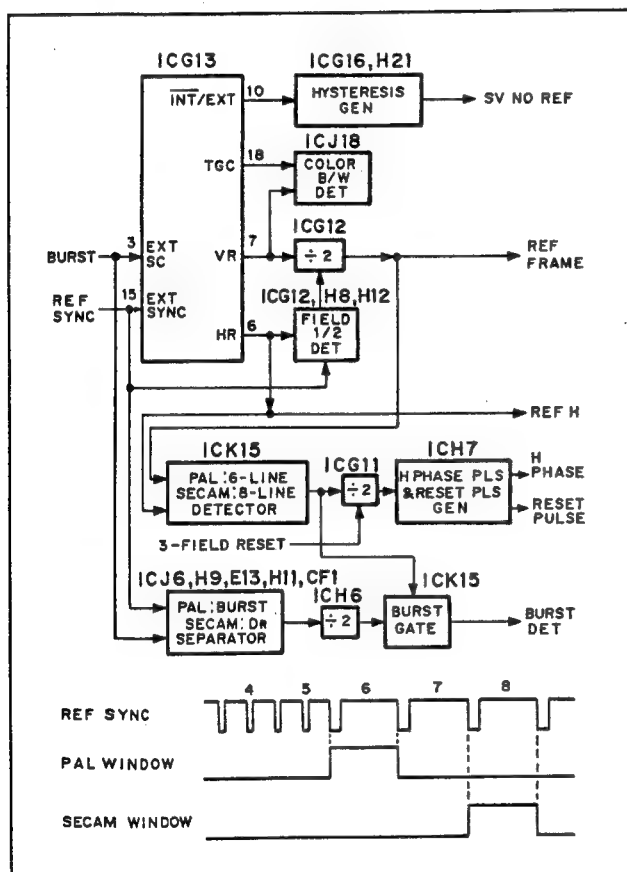 ICG13
INT/EXT
10
ICG16, H21
HYSTERESIS
GEN
SV NO REF
TGC
18
ICJ18
COLOR
B/W
DET
BURST
3
EXT
SC
VR
7
ICG12
÷2
REF
FRAME
REF
SYNC
15
EXT
SYNC
ICG12, H8, H12
HR
6
FIELD
1/2
DET
REF H
ICK15
PAL:6-LINE
SECAM:8-LINE
DETECTOR
ICG11
÷2
ICH7
H PHASE PLS
&RESET PLS
GEN
H
PHASE
RESET
PULSE
3-FIELD RESET
ICJ6, H9, E13, H11, CF1
PAL:BURST
SECAM:DR
SEPARATOR
ICH6
÷2
ICK15
BURST
GATE
BURST
DET
4 5 6 7 8
REF SYNC
PAL WINDOW
SECAM WINDOW